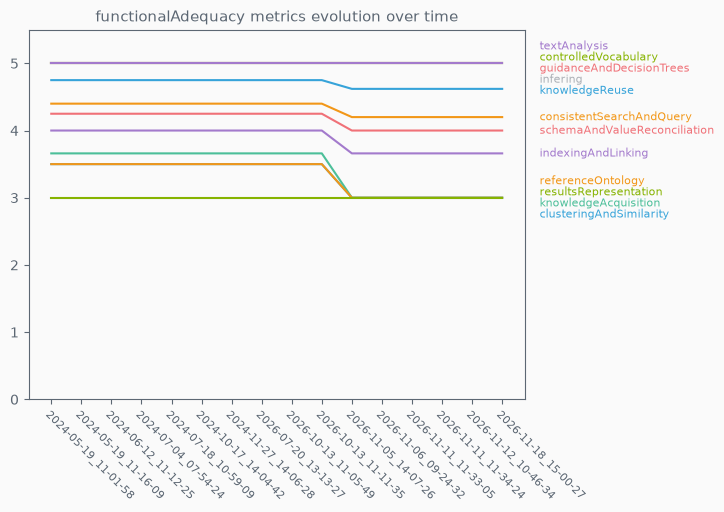 functionalAdequacy metrics evolution over time
5
4
3
2
1
0
textAnalysis
controlledVocabulary
guidanceAndDecisionTrees
infering
knowledgeReuse
consistentSearchAndQuery
schemaAndValueReconciliation
indexingAndLinking
referenceOntology
resultsRepresentation
knowledgeAcquisition
clusteringAndSimilarity
2024-05-19_11-01-58
2024-05-19_11-16-09
2024-06-12_11-12-25
2024-07-04_07-54-24
2024-07-18_10-59-09
2024-10-17_14-04-42
2024-11-27_14-06-28
2026-07-20_13-13-27
2026-10-13_11-05-49
2026-10-13_11-11-35
2026-11-05_14-07-26
2026-11-06_09-24-32
2026-11-11_11-33-05
2026-11-11_11-34-24
2026-11-12_10-46-34
2026-11-18_15-00-27